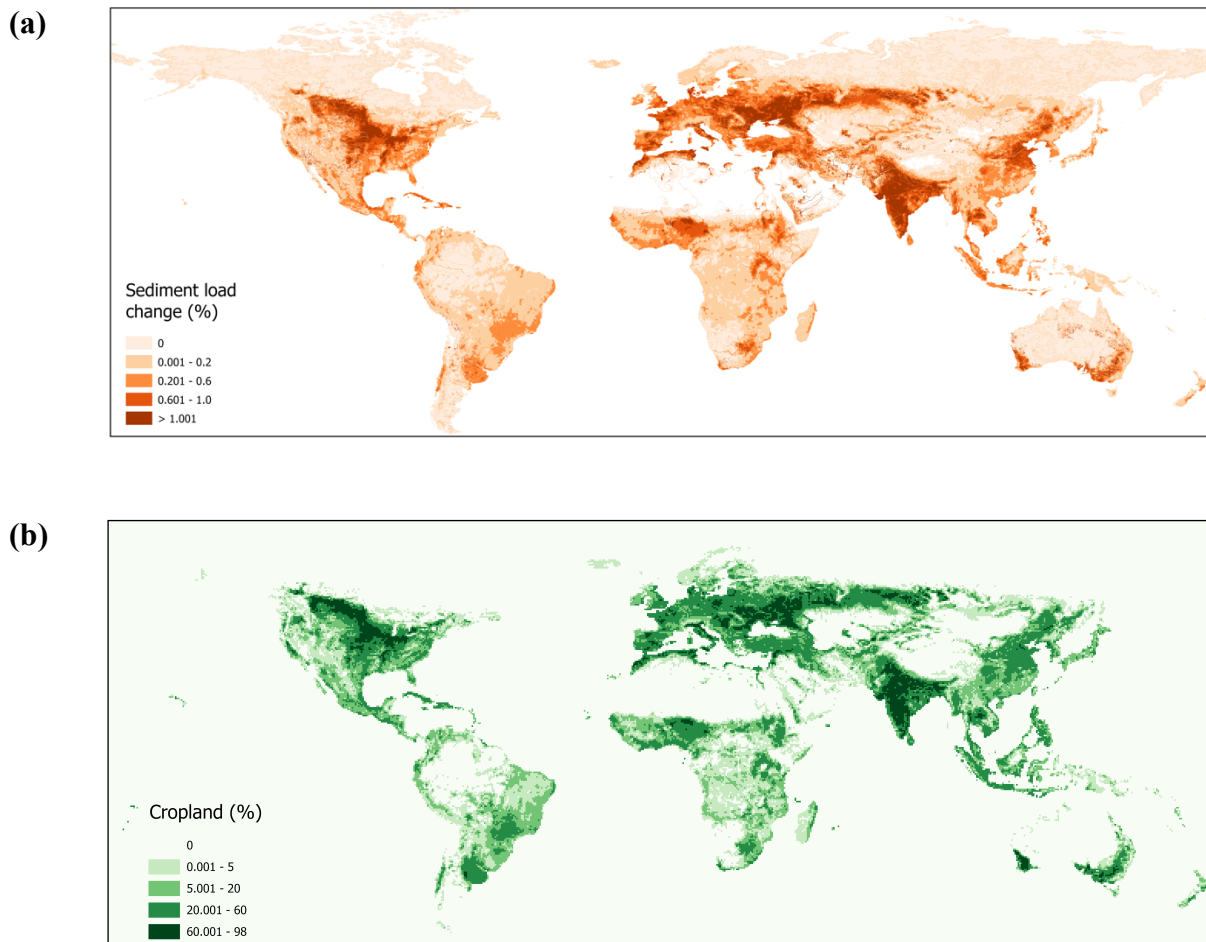 (a)
Sediment load
change (%)
0
0.001 - 0.2
0.201 - 0.6
0.601 - 1.0
> 1.001
(b)
Cropland (%)
0
0.001 - 5
5.001 - 20
20.001 - 60
60.001 - 98